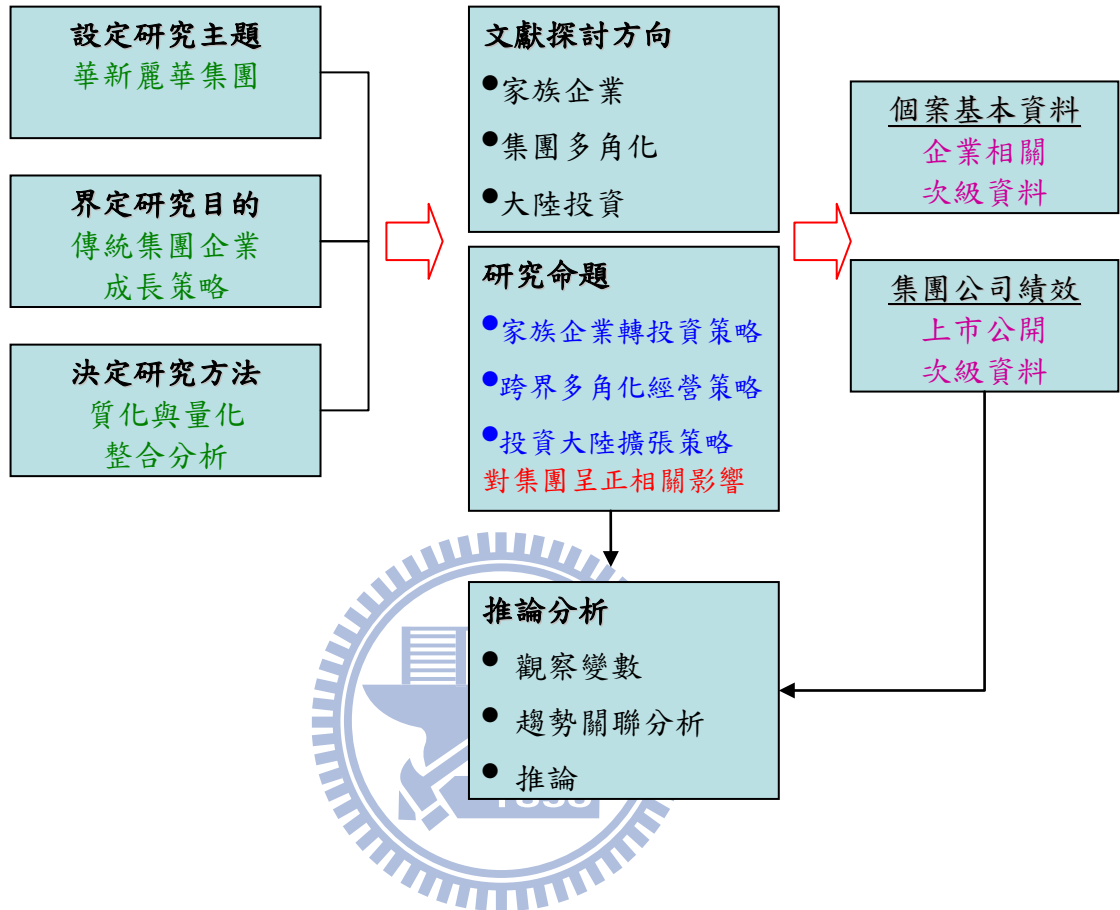 設定研究主題
華新麗華集團
界定研究目的
傳統集團企業
成長策略
決定研究方法
質化與量化
整合分析
文獻探討方向
●家族企業
●集團多角化
●大陸投資
研究命題
●家族企業轉投資策略
●跨界多角化經營策略
●投資大陸擴張策略
對集團呈正相關影響
個案基本資料
企業相關
次級資料
集團公司績效
上市公開
次級資料
推論分析
● 觀察變數
● 趨勢關聯分析
● 推論